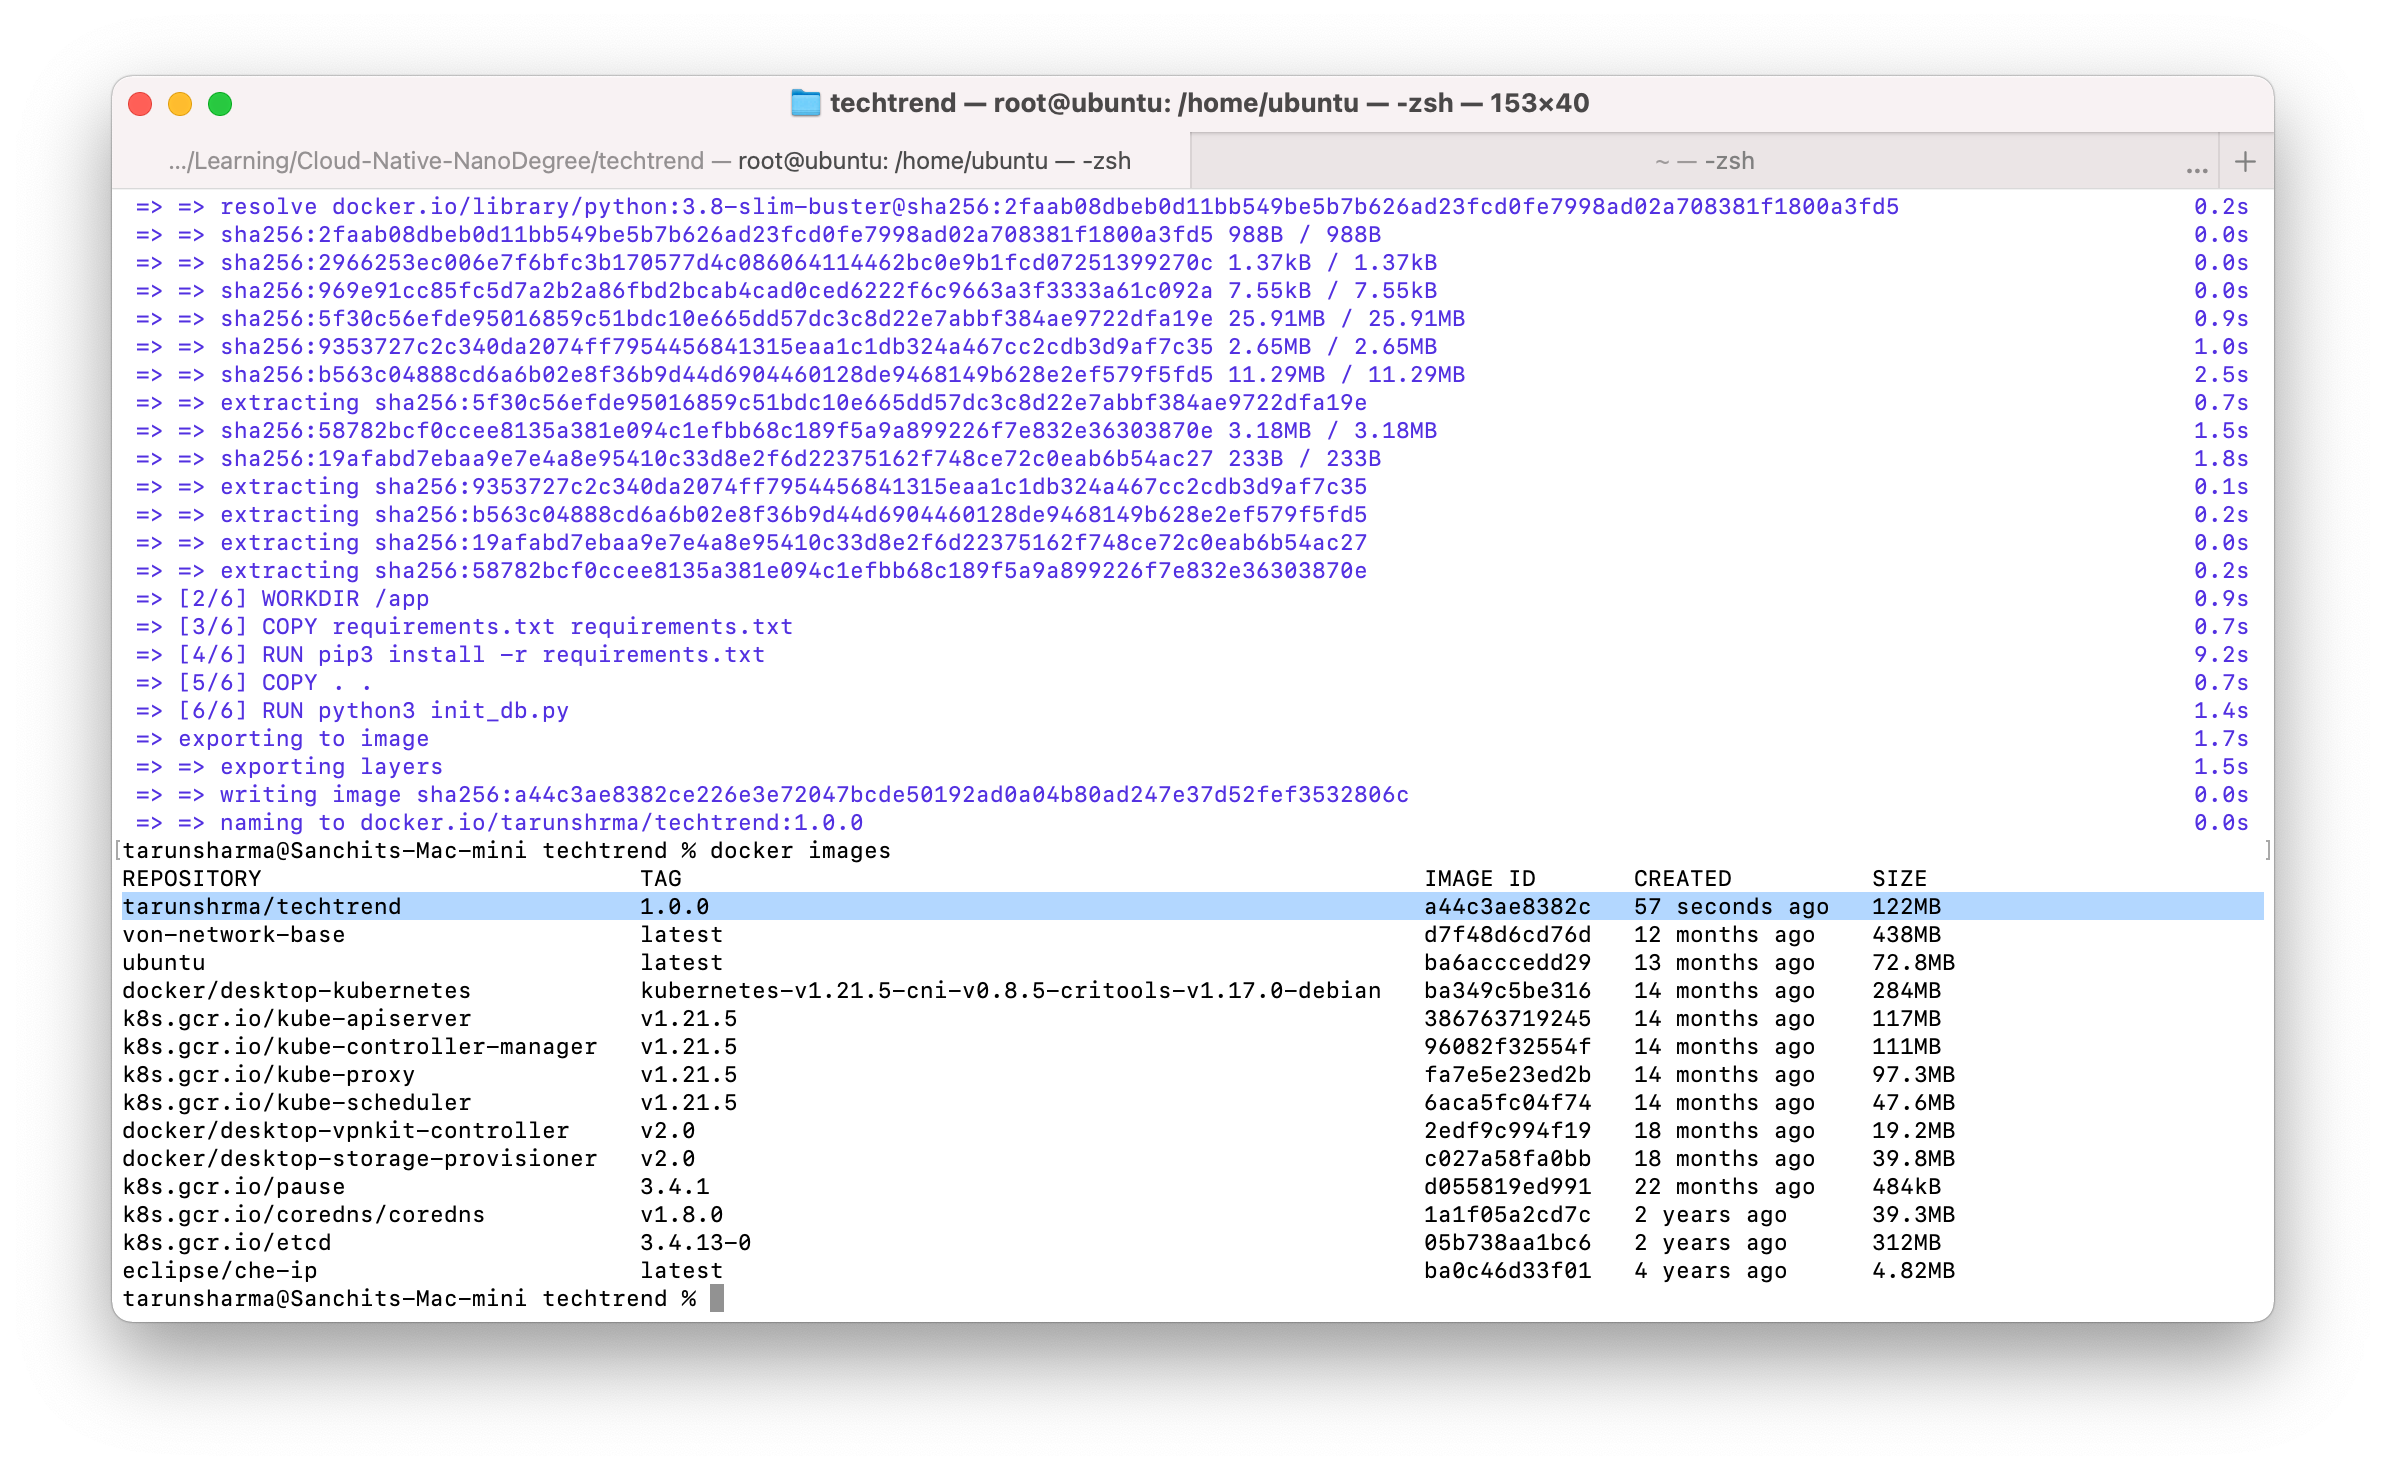 techtrend — root@ubuntu: /home/ubuntu — -zsh — 153×40
.../Learning/Cloud-Native-NanoDegree/techtrend — root@ubuntu: /home/ubuntu — -zsh
~ — -zsh
... +
=> => resolve docker.io/library/python:3.8-slim-buster@sha256:2faab08dbeb0d11bb549be5b7b626ad23fcd0fe7998ad02a708381f1800a3fd5 0.2s
=> => sha256:2faab08dbeb0d11bb549be5b7b626ad23fcd0fe7998ad02a708381f1800a3fd5 988B / 988B 0.0s
=> => sha256:2966253ec006e7f6bfc3b170577d4c086064114462bc0e9b1fcd07251399270c 1.37kB / 1.37kB 0.0s
=> => sha256:969e91cc85fc5d7a2b2a86fbd2bcab4cad0ced6222f6c9663a3f3333a61c092a 7.55kB / 7.55kB 0.0s
=> => sha256:5f30c56efde95016859c51bdc10e665dd57dc3c8d22e7abbf384ae9722dfa19e 25.91MB / 25.91MB 0.9s
=> => sha256:9353727c2c340da2074ff7954456841315eaa1c1db324a467cc2cdb3d9af7c35 2.65MB / 2.65MB 1.0s
=> => sha256:b563c04888cd6a6b02e8f36b9d44d6904460128de9468149b628e2ef579f5fd5 11.29MB / 11.29MB 2.5s
=> => extracting sha256:5f30c56efde95016859c51bdc10e665dd57dc3c8d22e7abbf384ae9722dfa19e 0.7s
=> => sha256:58782bcf0ccee8135a381e094c1efbb68c189f5a9a899226f7e832e36303870e 3.18MB / 3.18MB 1.5s
=> => sha256:19afabd7ebaa9e7e4a8e95410c33d8e2f6d22375162f748ce72c0eab6b54ac27 233B / 233B 1.8s
=> => extracting sha256:9353727c2c340da2074ff7954456841315eaa1c1db324a467cc2cdb3d9af7c35 0.1s
=> => extracting sha256:b563c04888cd6a6b02e8f36b9d44d6904460128de9468149b628e2ef579f5fd5 0.2s
=> => extracting sha256:19afabd7ebaa9e7e4a8e95410c33d8e2f6d22375162f748ce72c0eab6b54ac27 0.0s
=> => extracting sha256:58782bcf0ccee8135a381e094c1efbb68c189f5a9a899226f7e832e36303870e 0.2s
=> [2/6] WORKDIR /app 0.9s
=> [3/6] COPY requirements.txt requirements.txt 0.7s
=> [4/6] RUN pip3 install -r requirements.txt 9.2s
=> [5/6] COPY . . 0.7s
=> [6/6] RUN python3 init_db.py 1.4s
=> exporting to image 1.7s
=> => exporting layers 1.5s
=> => writing image sha256:a44c3ae8382ce226e3e72047bcde50192ad0a04b80ad247e37d52fef3532806c 0.0s
=> => naming to docker.io/tarunshrma/techtrend:1.0.0 0.0s
[tarunsharma@Sanchits-Mac-mini techtrend % docker images ]
REPOSITORY TAG IMAGE ID CREATED SIZE
tarunshrma/techtrend 1.0.0 a44c3ae8382c 57 seconds ago 122MB
von-network-base latest d7f48d6cd76d 12 months ago 438MB
ubuntu latest ba6acccedd29 13 months ago 72.8MB
docker/desktop-kubernetes kubernetes-v1.21.5-cni-v0.8.5-critools-v1.17.0-debian ba349c5be316 14 months ago 284MB
k8s.gcr.io/kube-apiserver v1.21.5 386763719245 14 months ago 117MB
k8s.gcr.io/kube-controller-manager v1.21.5 96082f32554f 14 months ago 111MB
k8s.gcr.io/kube-proxy v1.21.5 fa7e5e23ed2b 14 months ago 97.3MB
k8s.gcr.io/kube-scheduler v1.21.5 6aca5fc04f74 14 months ago 47.6MB
docker/desktop-vpnkit-controller v2.0 2edf9c994f19 18 months ago 19.2MB
docker/desktop-storage-provisioner v2.0 c027a58fa0bb 18 months ago 39.8MB
k8s.gcr.io/pause 3.4.1 d055819ed991 22 months ago 484kB
k8s.gcr.io/coredns/coredns v1.8.0 1a1f05a2cd7c 2 years ago 39.3MB
k8s.gcr.io/etcd 3.4.13-0 05b738aa1bc6 2 years ago 312MB
eclipse/che-ip latest ba0c46d33f01 4 years ago 4.82MB
tarunsharma@Sanchits-Mac-mini techtrend %